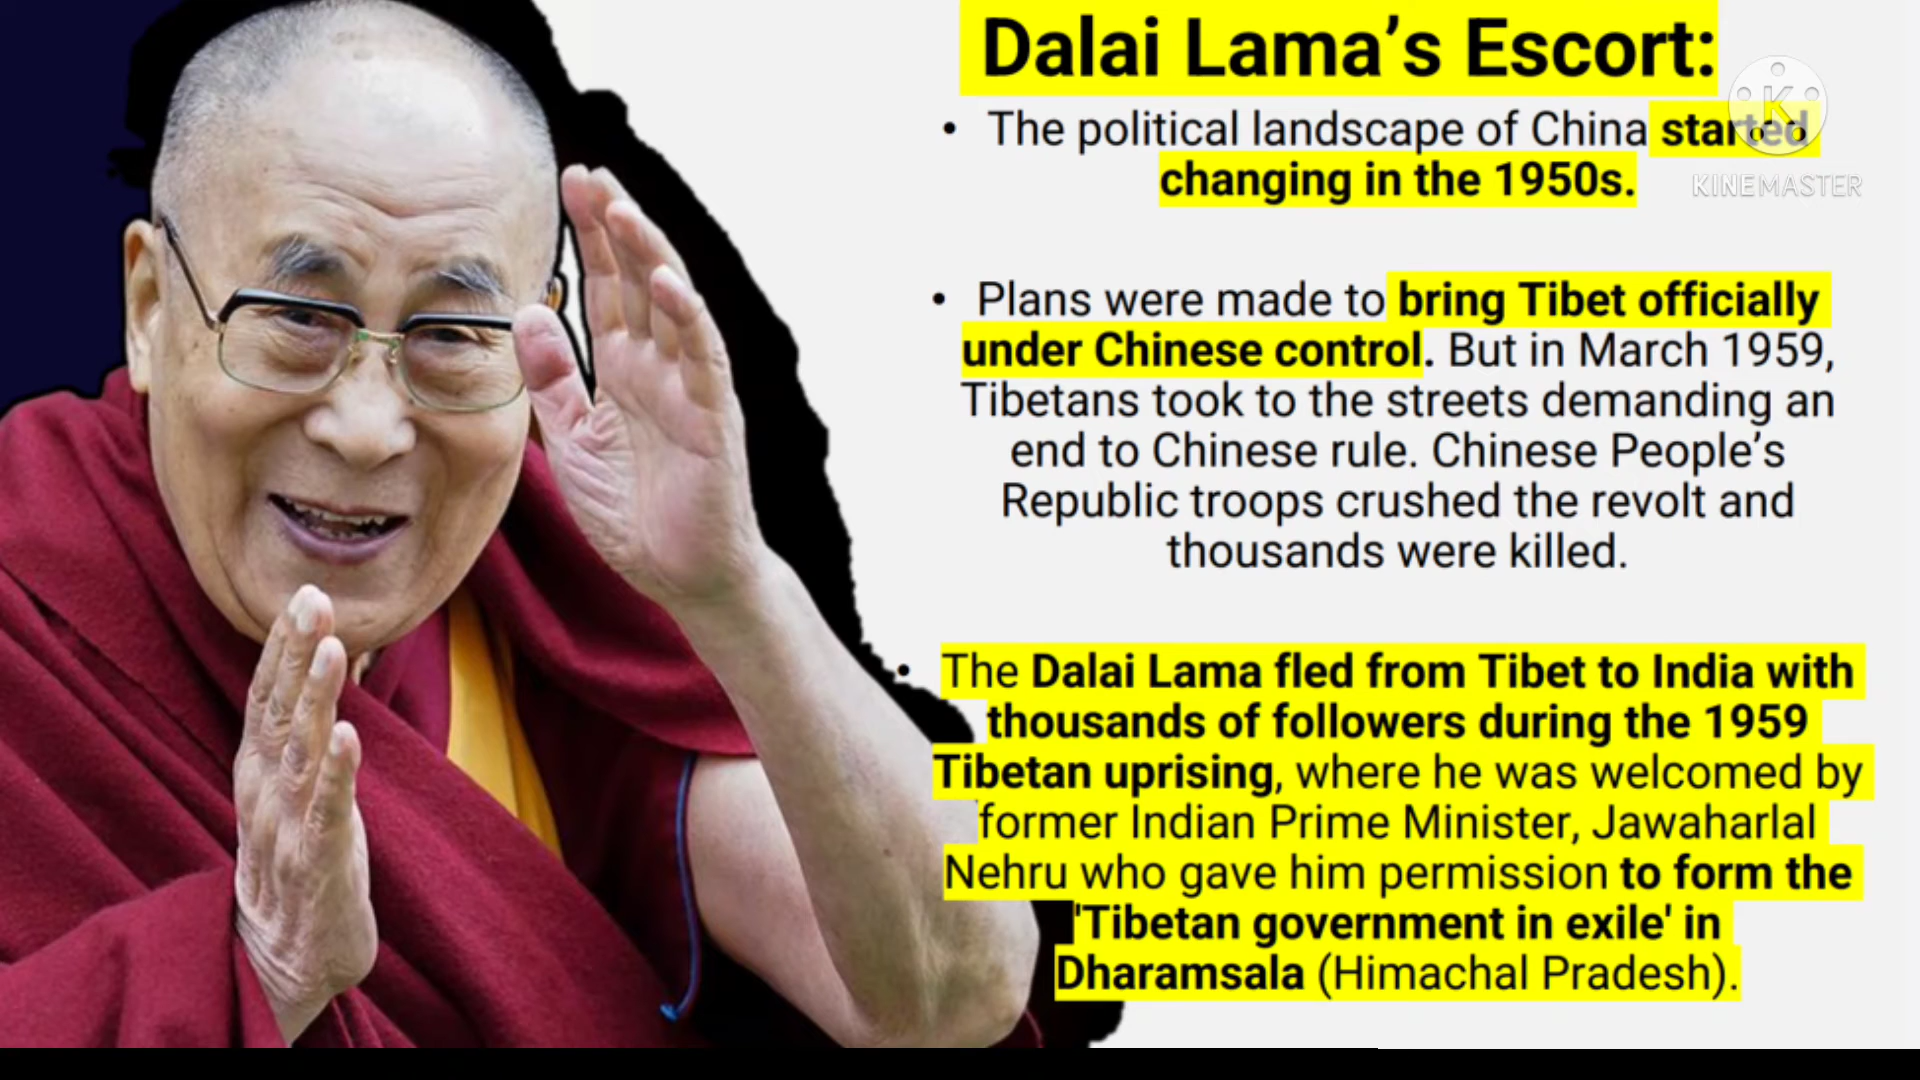 Dalai Lama’s Escort:
• The political landscape of China started
changing in the 1950s.
K
KINEMASTER
• Plans were made to bring Tibet officially
under Chinese control. But in March 1959,
Tibetans took to the streets demanding an
end to Chinese rule. Chinese People’s
Republic troops crushed the revolt and
thousands were killed.
• The Dalai Lama fled from Tibet to India with
thousands of followers during the 1959
Tibetan uprising, where he was welcomed by
former Indian Prime Minister, Jawaharlal
Nehru who gave him permission to form the
'Tibetan government in exile' in
Dharamsala (Himachal Pradesh).